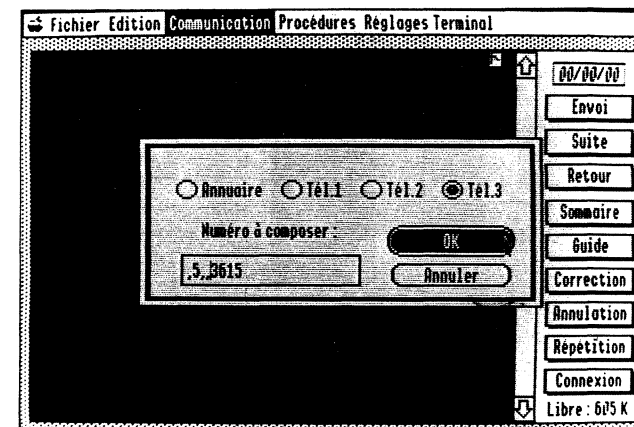 Fichier Edition Communication Procédures Réglages Terminal
00/00/00
Envoi
Suite
Retour
Sommaire
Guide
Correction
Annulation
Répétition
Connexion
Libre : 605 K
Annuaire Tél.1 Tél.2 Tél.3
Numéro à composer :
OK
.5,,3615
Annuler